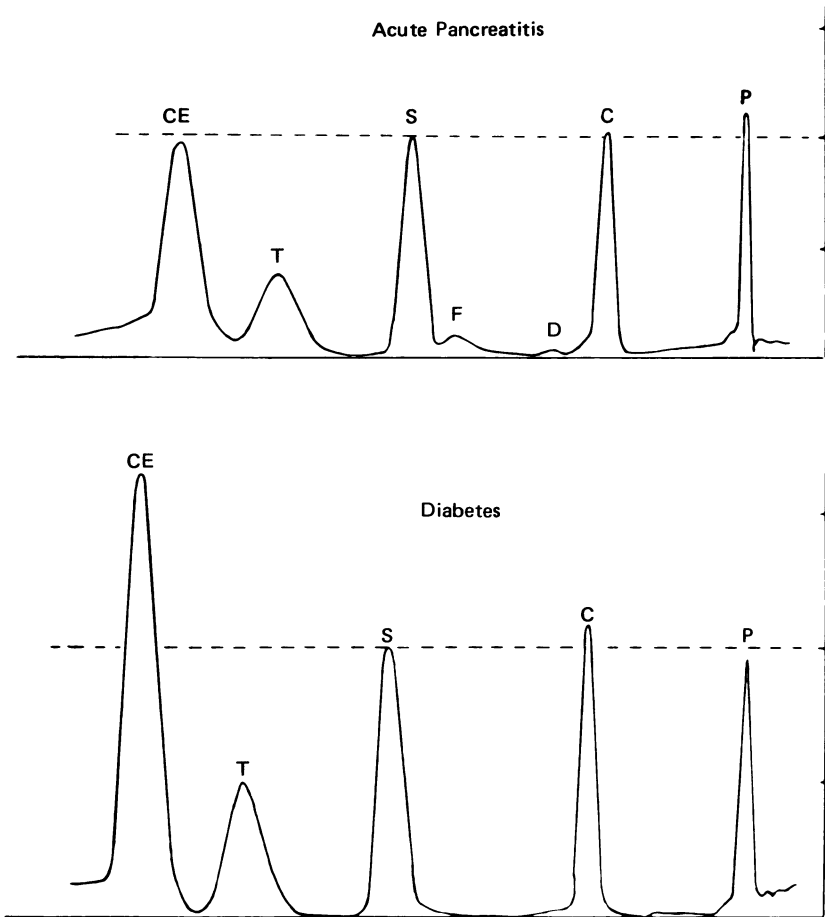 Acute Pancreatitis
CE S C P
T
F
D
CE
Diabetes
S C P
T